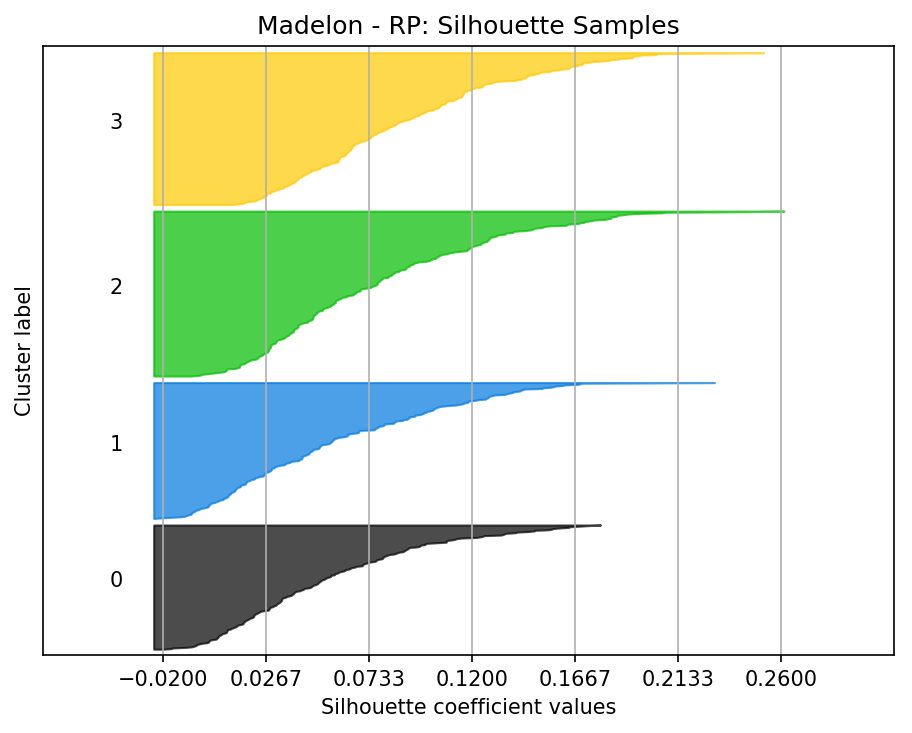 Madelon - RP: Silhouette Samples
3
2
1
0
Cluster label
−0.0200 0.0267 0.0733 0.1200 0.1667 0.2133 0.2600
Silhouette coefficient values